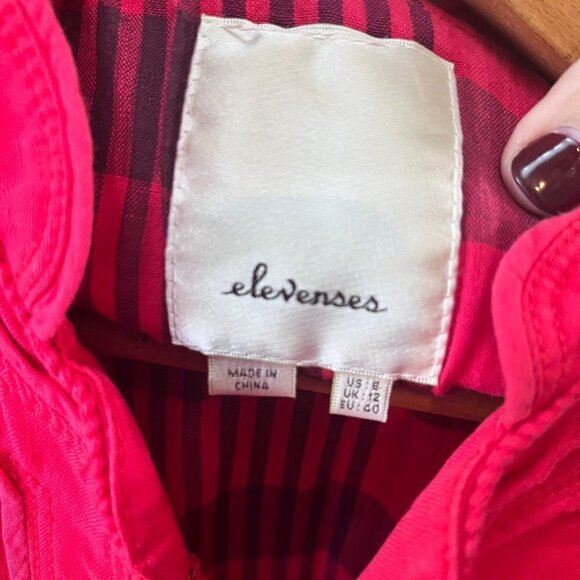 elevenses
MADE IN
CHINA
US: 8
UK: 12
EU: 40